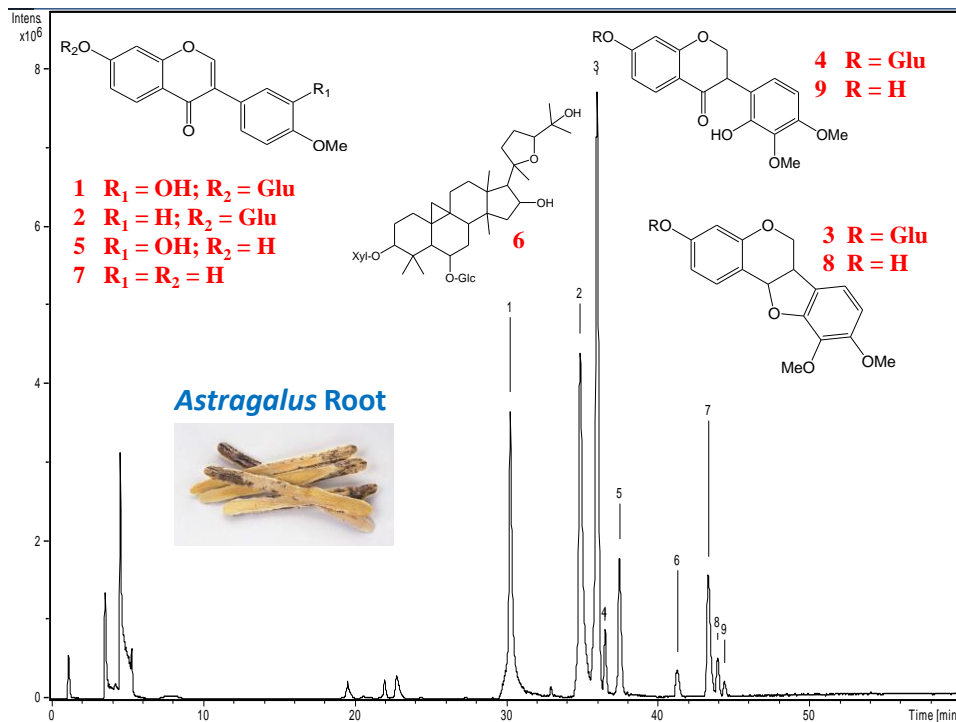 Intens.
x10⁶
8
6
4
2
0
0
10
20
30
40
50
Time [min]
R₂O
O
R₁
O
OMe
1 R₁ = OH; R₂ = Glu
2 R₁ = H; R₂ = Glu
5 R₁ = OH; R₂ = H
7 R₁ = R₂ = H
OH
O
OH
Xyl-O
O-Glc
6
RO
O
O
HO
OMe
OMe
4 R = Glu
9 R = H
RO
O
O
MeO
OMe
3 R = Glu
8 R = H
Astragalus Root
1
2
3
4
5
6
7
8
9